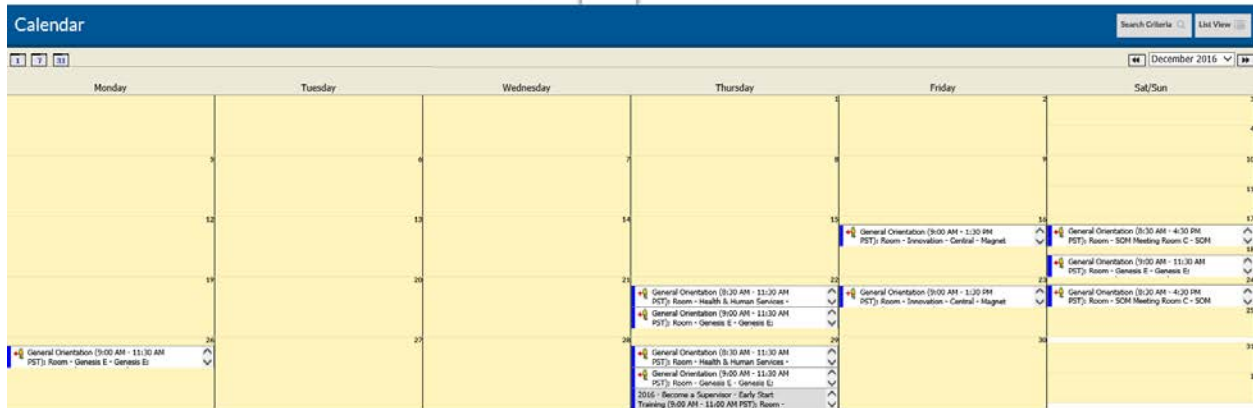 Calendar
Search Criteria
List View
1 7 31
December 2016
Monday Tuesday Wednesday Thursday Friday Sat/Sun
1 2 3
4
5 6 7 8 9 10
11
12 13 14 15 16 17
General Orientation (9:00 AM - 1:30 PM
PST): Room - Innovation - Central - Magnet
General Orientation (8:30 AM - 4:30 PM
PST): Room - SOM Meeting Room C - SOM
18
General Orientation (9:00 AM - 11:30 AM
PST): Room - Genesis E - Genesis E:
19 20 21 22 23 24
General Orientation (8:30 AM - 11:30 AM
PST): Room - Health & Human Services -
General Orientation (9:00 AM - 11:30 AM
PST): Room - Genesis E - Genesis E:
General Orientation (9:00 AM - 1:30 PM
PST): Room - Innovation - Central - Magnet
General Orientation (8:30 AM - 4:30 PM
PST): Room - SOM Meeting Room C - SOM
25
26 27 28 29 30 31
General Orientation (9:00 AM - 11:30 AM
PST): Room - Genesis E - Genesis E:
General Orientation (8:30 AM - 11:30 AM
PST): Room - Health & Human Services -
General Orientation (9:00 AM - 11:30 AM
PST): Room - Genesis E - Genesis E:
2016 - Become a Supervisor - Early Start
Training (9:00 AM - 11:00 AM PST): Room -
1